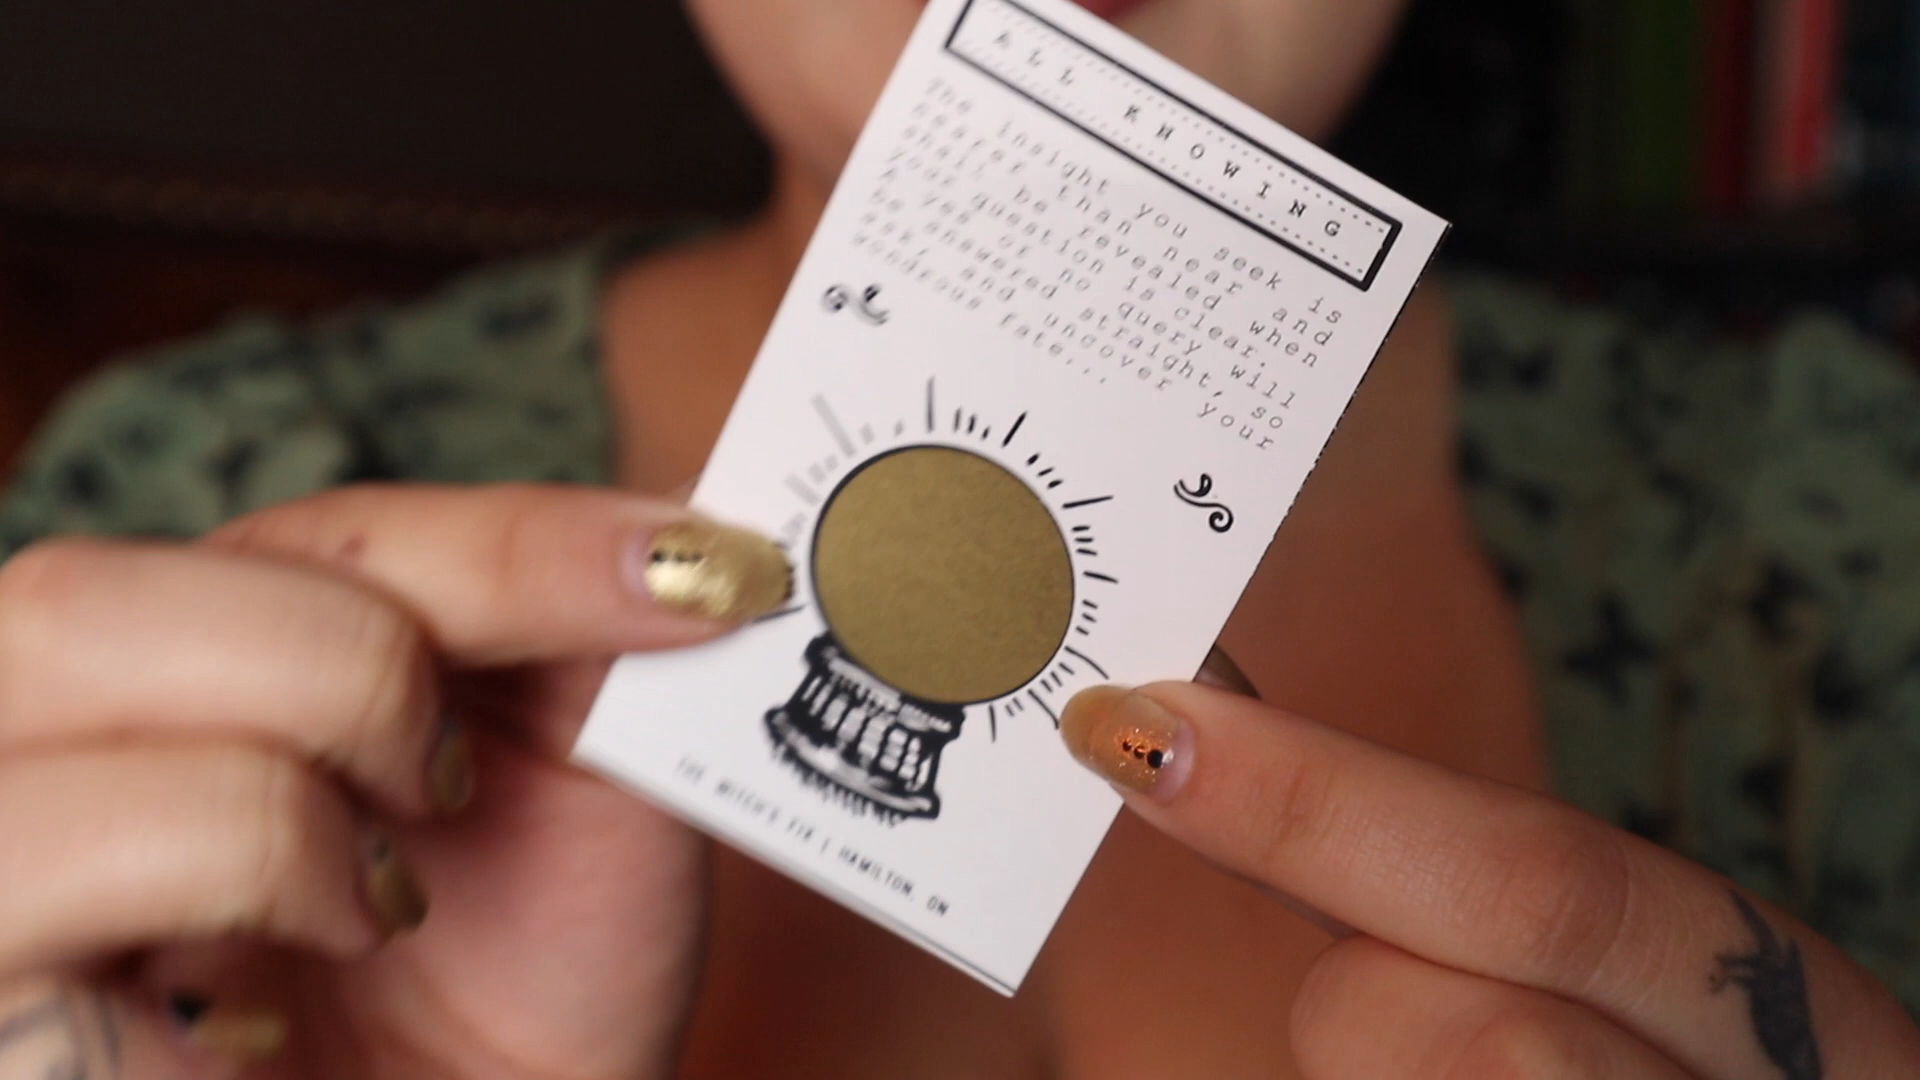 ALL KNOWING
The insight you seek is
nearer than near and
shall be revealed when
your question is clear.
A yes or no query will
be answered straight, so
ask, and uncover your
wondrous fate...
THE WITCH'S FIX | HAMILTON, ON